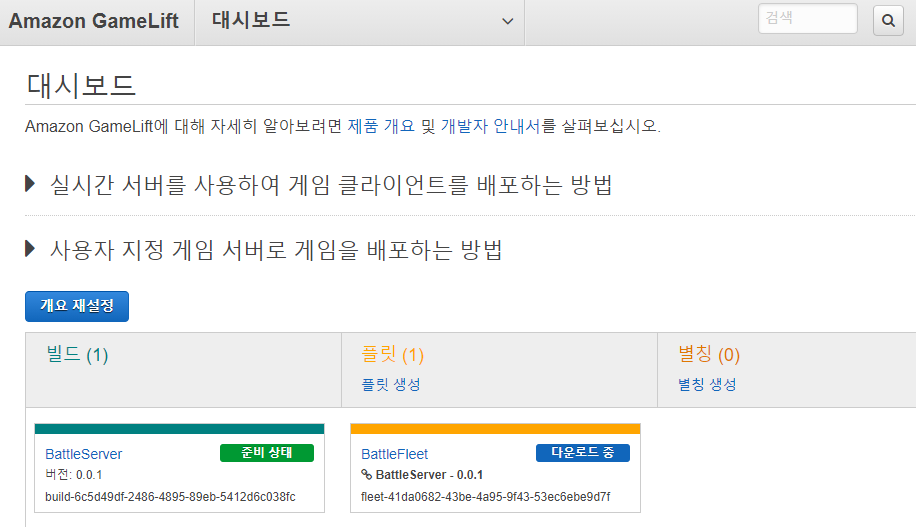 Amazon GameLift 대시보드 검색
대시보드
Amazon GameLift에 대해 자세히 알아보려면 제품 개요 및 개발자 안내서를 살펴보십시오.
실시간 서버를 사용하여 게임 클라이언트를 배포하는 방법
사용자 지정 게임 서버로 게임을 배포하는 방법
개요 재설정
빌드 (1)
플릿 (1)
플릿 생성
별칭 (0)
별칭 생성
BattleServer 준비 상태
버전: 0.0.1
build-6c5d49df-2486-4895-89eb-5412d6c038fc
BattleFleet 다운로드 중
BattleServer - 0.0.1
fleet-41da0682-43be-4a95-9f43-53ec6ebe9d7f